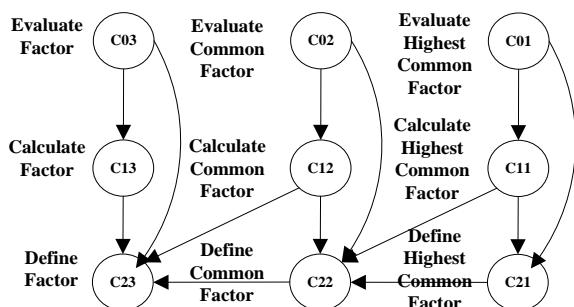 Evaluate
Factor
C03
Evaluate
Common
Factor
C02
Evaluate
Highest
Common
Factor
C01
Calculate
Factor
C13
Calculate
Common
Factor
C12
Calculate
Highest
Common
Factor
C11
Define
Factor
C23
Define
Common
Factor
C22
Define
Highest
Common
Factor
C21